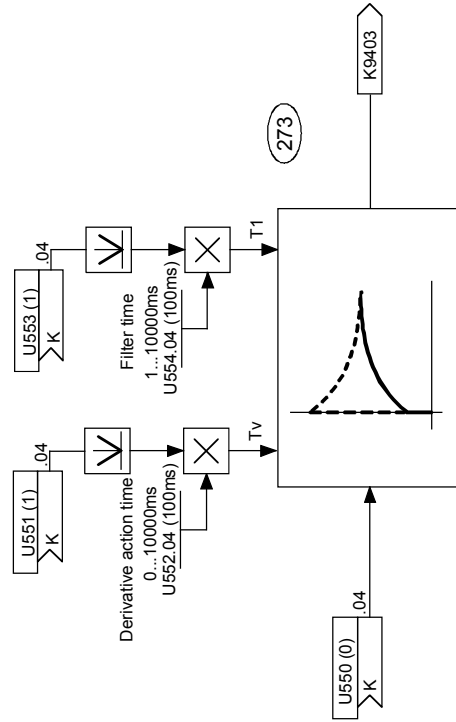 U551 (1)
K
.04
U553 (1)
K
.04
Derivative action time
0...10000ms
U552.04 (100ms)
Filter time
1...10000ms
U554.04 (100ms)
Tv
T1
273
U550 (0)
K
.04
K9403